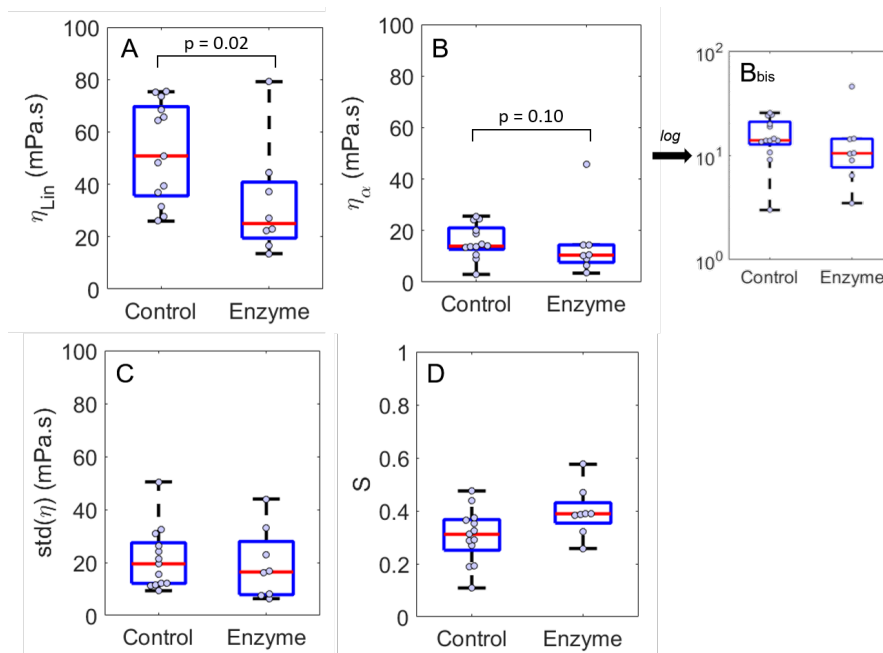 A
p = 0.02
100
80
60
40
20
0
η_Lin (mPa.s)
Control Enzyme
B
p = 0.10
100
80
60
40
20
0
η_α (mPa.s)
Control Enzyme
log
B_bis
10^2
10^1
10^0
Control Enzyme
C
100
80
60
40
20
0
std(η) (mPa.s)
Control Enzyme
D
1
0.8
0.6
0.4
0.2
0
S
Control Enzyme